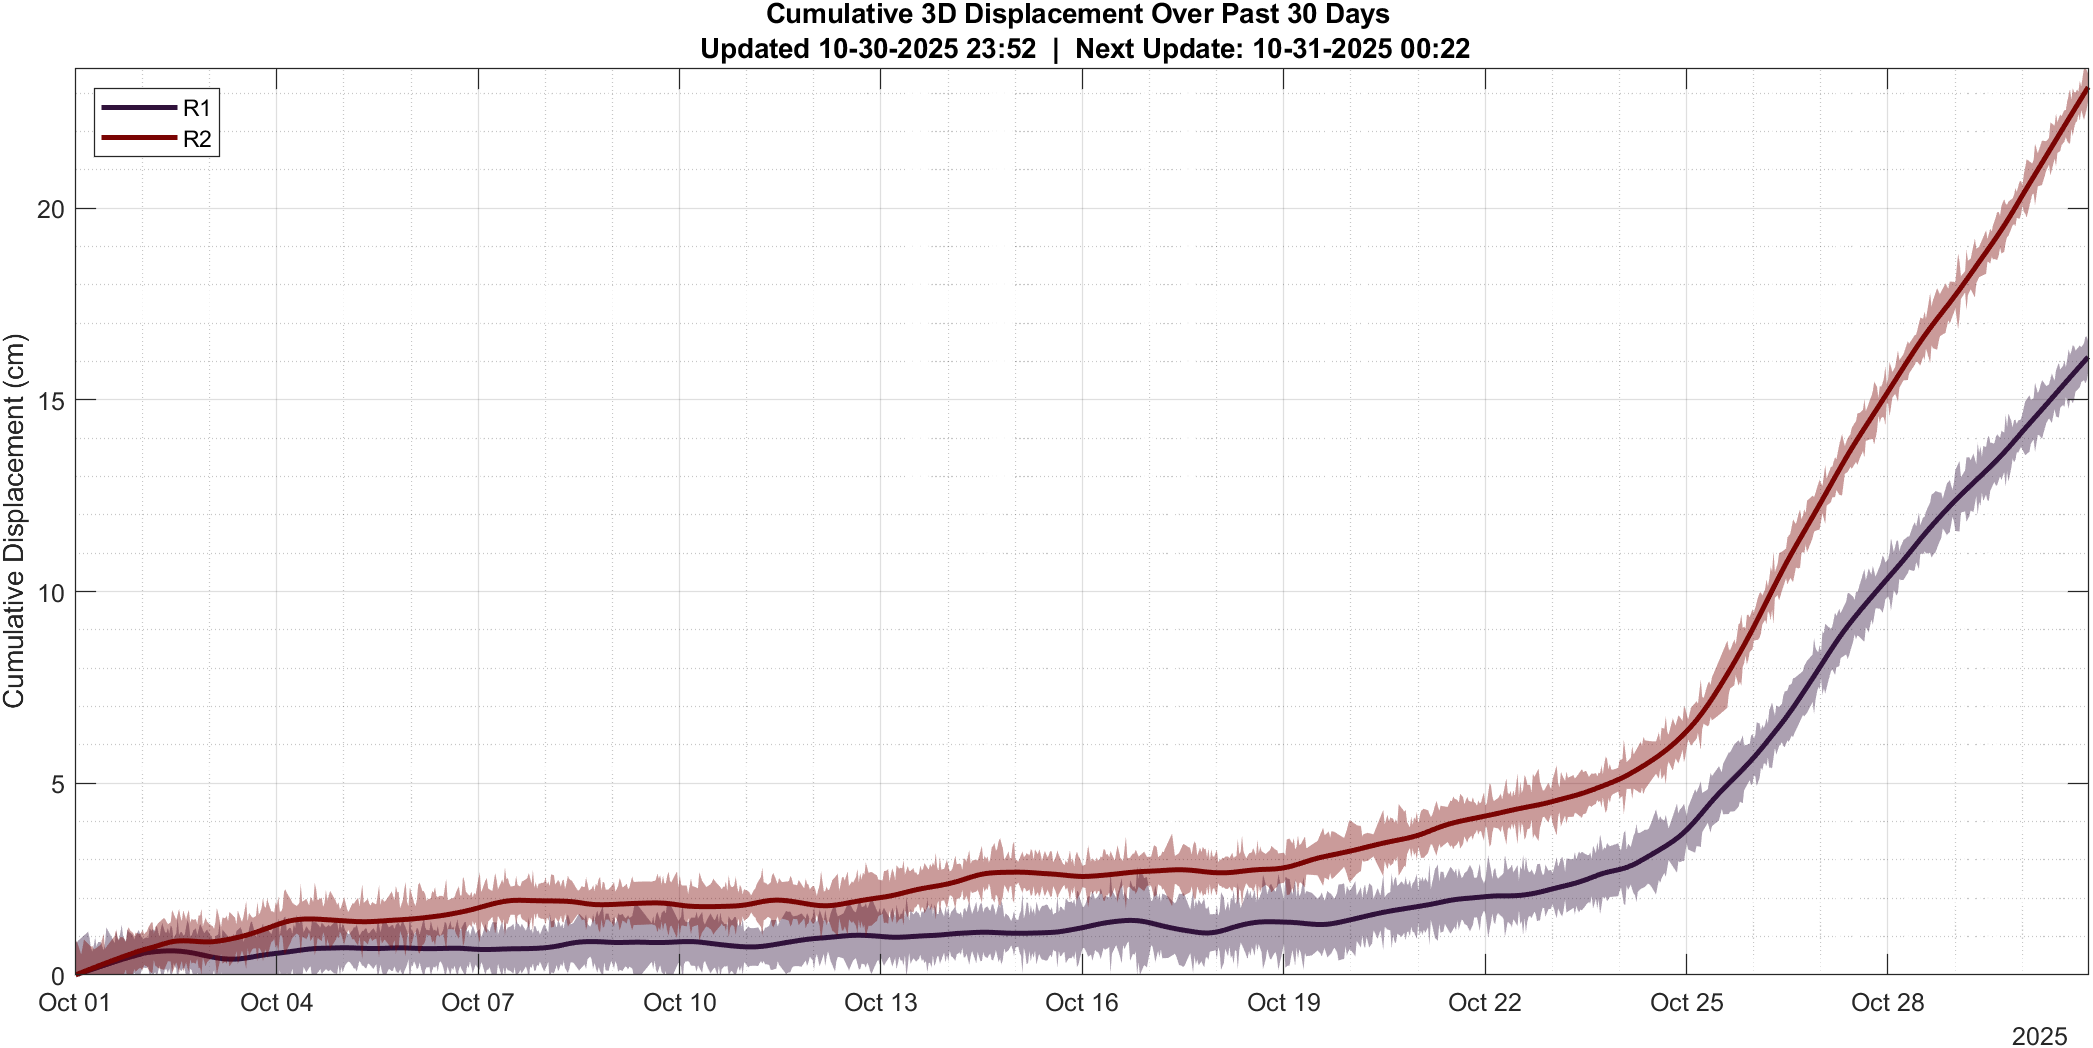 Cumulative 3D Displacement Over Past 30 Days
Updated 10-30-2025 23:52 | Next Update: 10-31-2025 00:22
R1
R2
Cumulative Displacement (cm)
20
15
10
5
0
Oct 01 Oct 04 Oct 07 Oct 10 Oct 13 Oct 16 Oct 19 Oct 22 Oct 25 Oct 28
2025